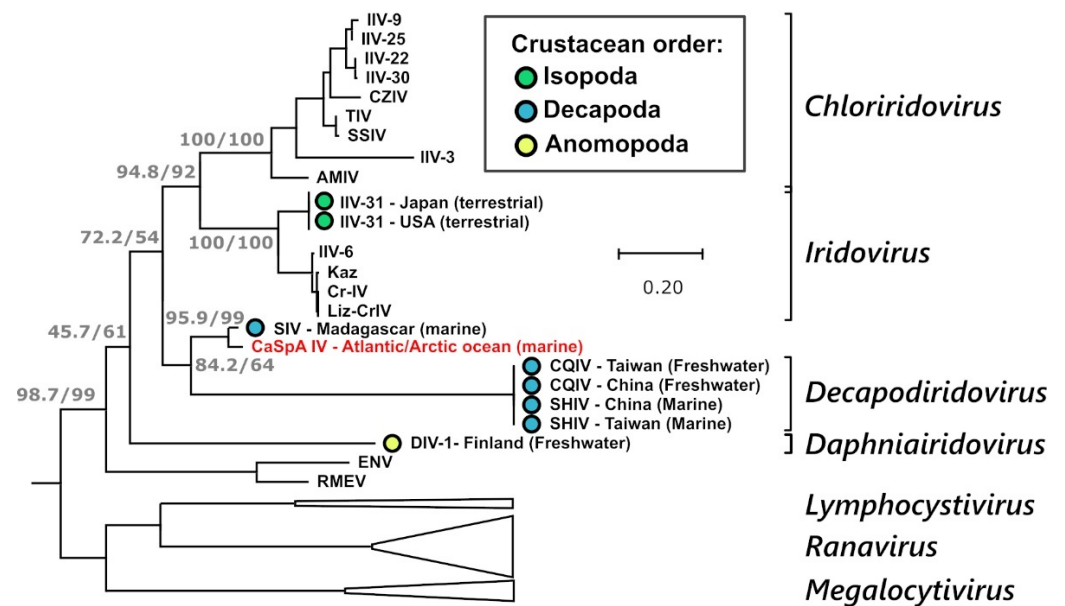 IIV-9
IIV-25
IIV-22
IIV-30
CZIV
TIV
SSIV
IIV-3
AMIV
IIV-31 - Japan (terrestrial)
IIV-31 - USA (terrestrial)
IIV-6
Kaz
Cr-IV
Liz-CrIV
SIV - Madagascar (marine)
CaSpA IV - Atlantic/Arctic ocean (marine)
CQIV - Taiwan (Freshwater)
CQIV - China (Freshwater)
SHIV - China (Marine)
SHIV - Taiwan (Marine)
DIV-1- Finland (Freshwater)
ENV
RMEV
100/100
94.8/92
100/100
72.2/54
95.9/99
45.7/61
84.2/64
98.7/99
Crustacean order:
Isopoda
Decapoda
Anomopoda
0.20
Chloriridovirus
Iridovirus
Decapodiridovirus
Daphniairidovirus
Lymphocystivirus
Ranavirus
Megalocytivirus